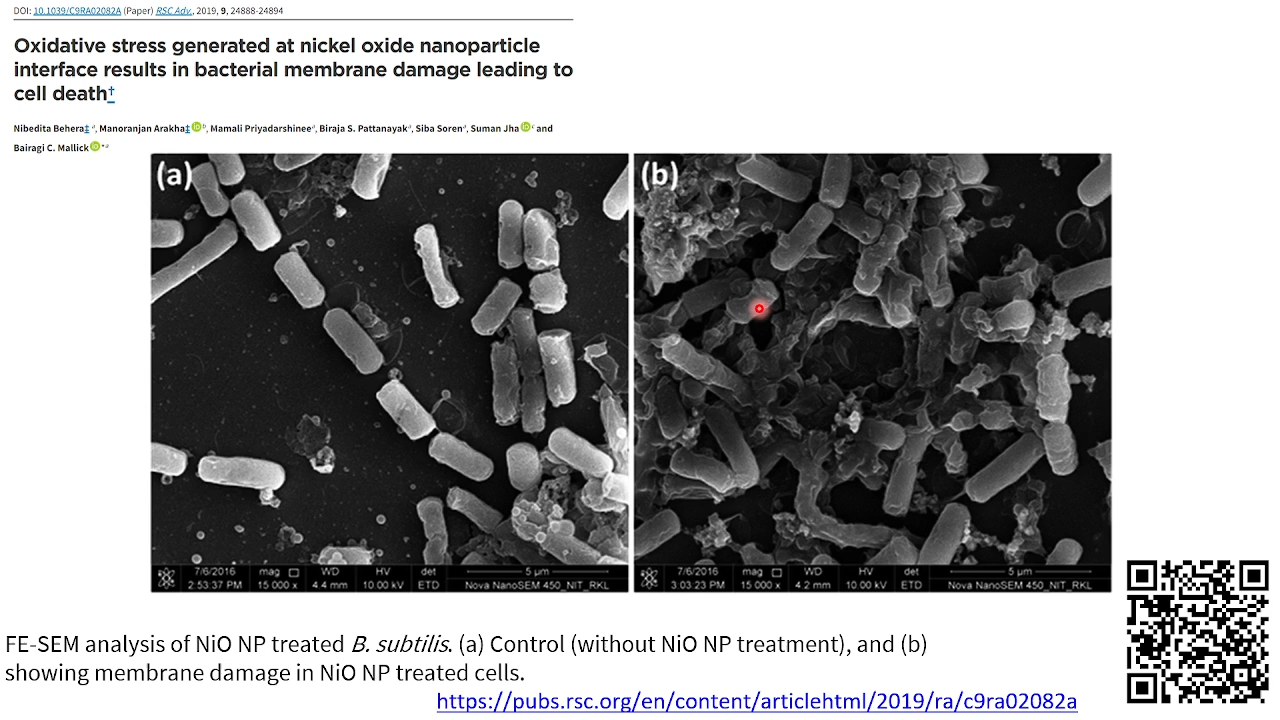 DOI: 10.1039/C9RA02082A (Paper) RSC Adv., 2019, 9, 24888-24894
Oxidative stress generated at nickel oxide nanoparticle
interface results in bacterial membrane damage leading to
cell death†
Nibedita Behera‡ a, Manoranjan Arakha‡ iD b, Mamali Priyadarshinee a, Biraja S. Pattanayak a, Siba Soren a, Suman Jha iD c and
Bairagi C. Mallick iD * a
(a)
(b)
7/6/2016 mag WD HV det 5 µm
2:53:37 PM 15 000 x 4.4 mm 10.00 kV ETD Nova NanoSEM 450_NIT_RKL
7/6/2016 mag WD HV det 5 µm
3:03:23 PM 15 000 x 4.2 mm 10.00 kV ETD Nova NanoSEM 450_NIT_RKL
FE-SEM analysis of NiO NP treated B. subtilis. (a) Control (without NiO NP treatment), and (b)
showing membrane damage in NiO NP treated cells.
https://pubs.rsc.org/en/content/articlehtml/2019/ra/c9ra02082a